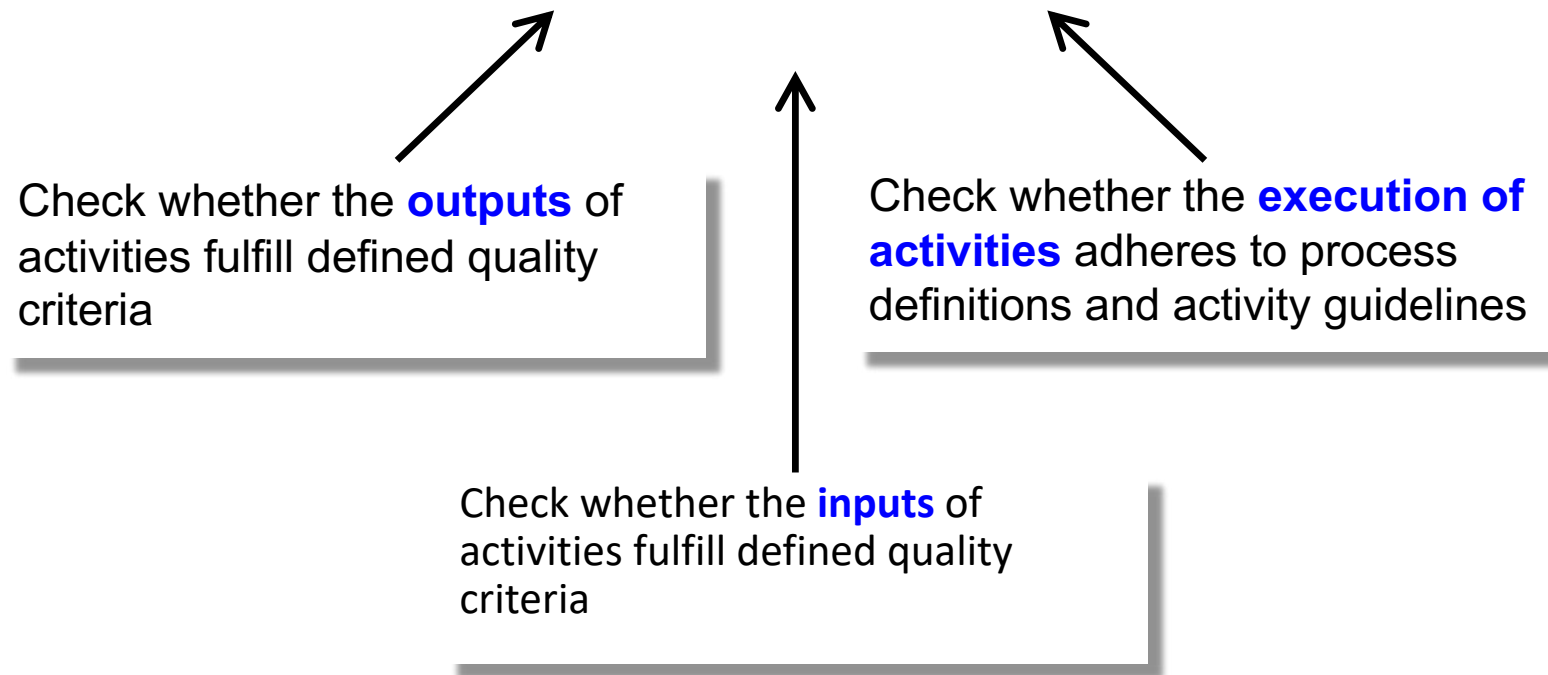 Check whether the outputs of
activities fulfill defined quality
criteria
Check whether the execution of
activities adheres to process
definitions and activity guidelines
Check whether the inputs of
activities fulfill defined quality
criteria